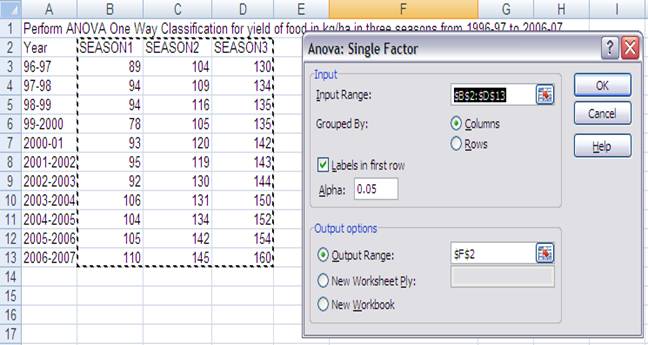 A B C D E F G H I
1 Perform ANOVA One Way Classification for yield of food in kg/ha in three seasons from 1996-97 to 2006-07
2 Year SEASON1 SEASON2 SEASON3
3 96-97 89 104 130
4 97-98 94 109 134
5 98-99 94 116 135
6 99-2000 78 105 135
7 2000-01 93 120 142
8 2001-2002 95 119 143
9 2002-2003 92 130 144
10 2003-2004 106 131 150
11 2004-2005 104 134 152
12 2005-2006 105 142 154
13 2006-2007 110 145 160
14
15
16
17
Anova: Single Factor
Input
Input Range: $B$2:$D$13
Grouped By: Columns
Rows
Labels in first row
Alpha: 0.05
Output options
Output Range: $F$2
New Worksheet Ply:
New Workbook
OK
Cancel
Help